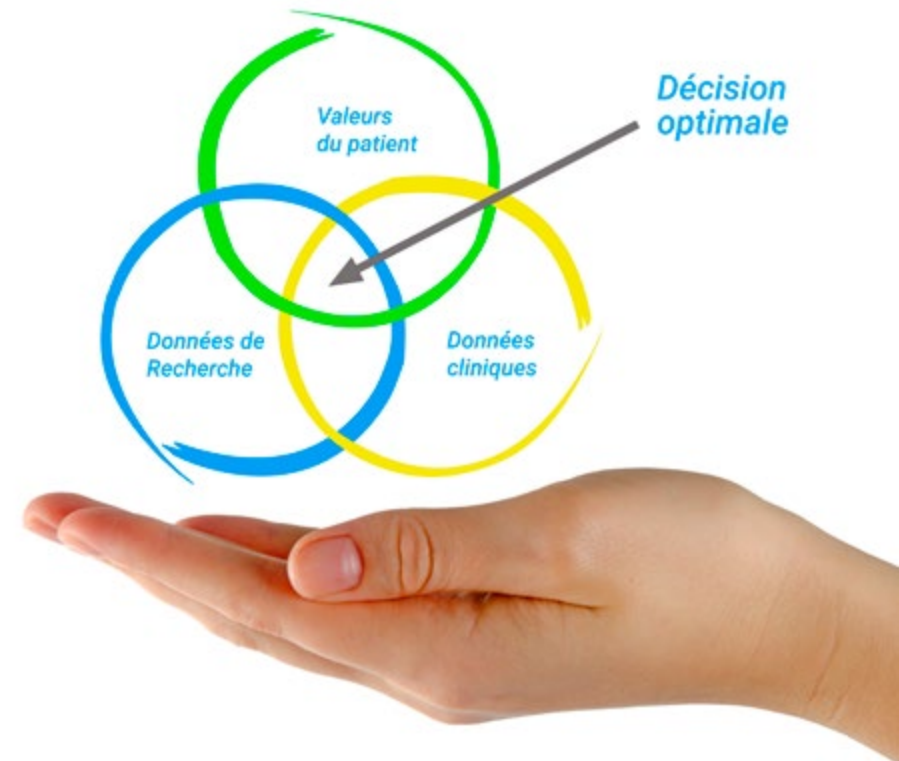 Valeurs
du patient
Décision
optimale
Données de
Recherche
Données
cliniques